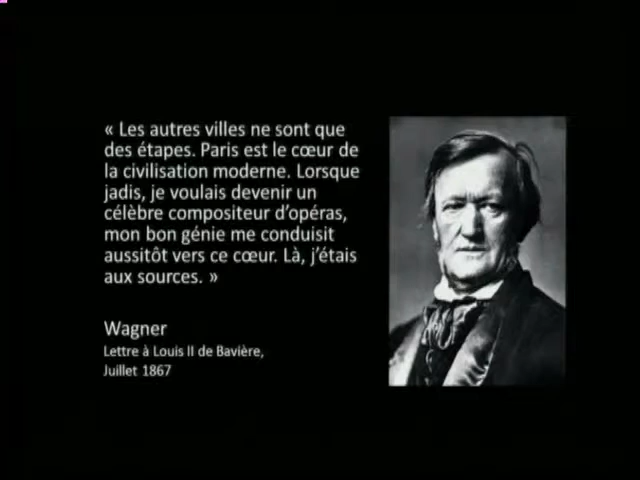 « Les autres villes ne sont que
des étapes. Paris est le cœur de
la civilisation moderne. Lorsque
jadis, je voulais devenir un
célèbre compositeur d'opéras,
mon bon génie me conduisit
aussitôt vers ce cœur. Là, j'étais
aux sources. »
Wagner
Lettre à Louis II de Bavière,
Juillet 1867